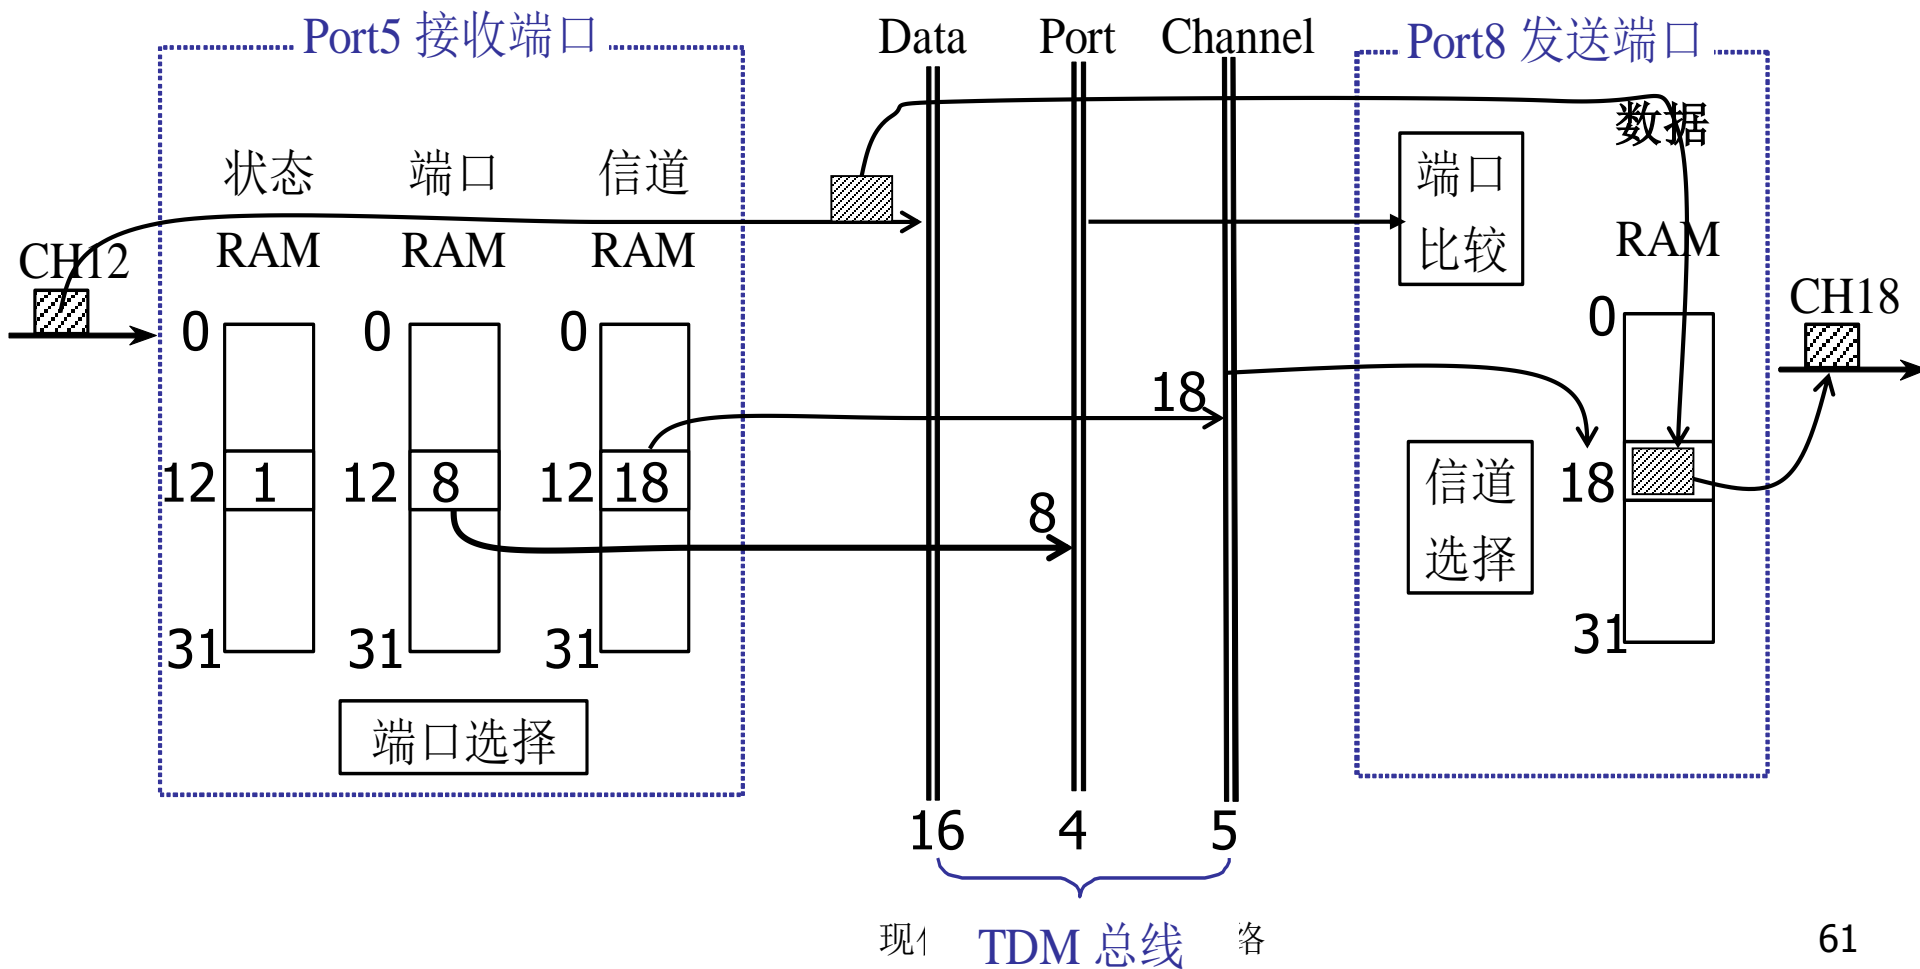 Port5 接收端口
Data Port Channel
Port8 发送端口
状态 端口 信道
RAM RAM RAM
CH12
0 0 0
12 1 12 8 12 18
31 31 31
端口选择
18
8
16 4 5
端口
比较
信道
选择
数据
RAM
0
18
31
CH18
TDM 总线
现
络
61